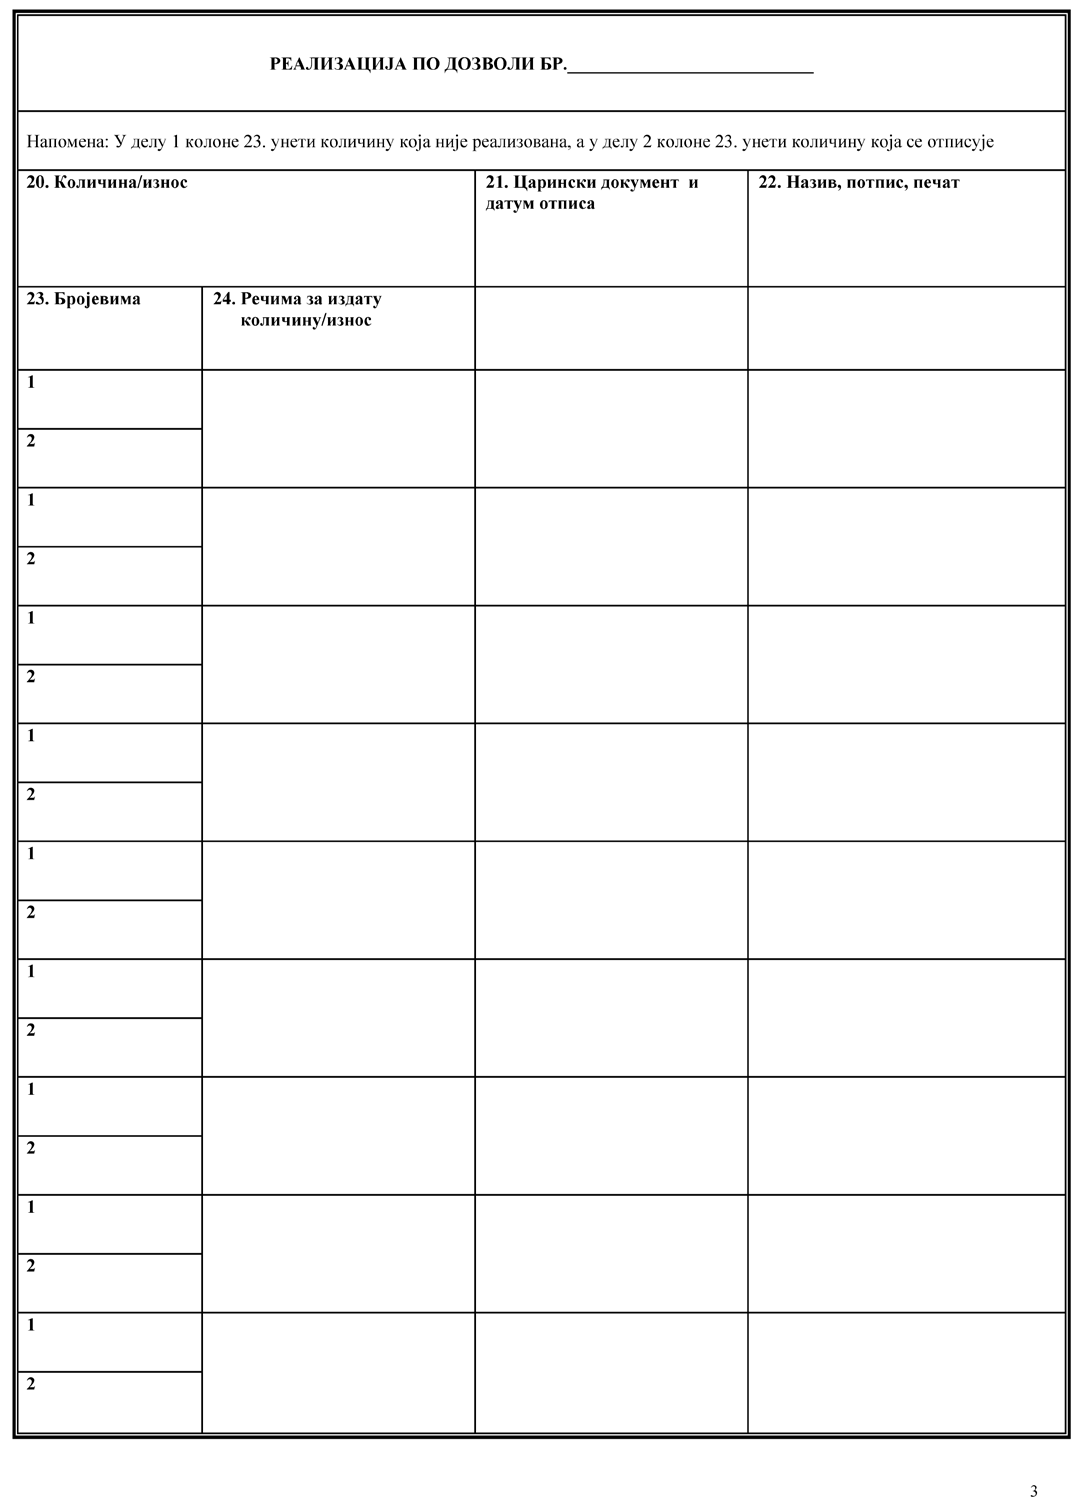 РЕАЛИЗАЦИЈА ПО ДОЗВОЛИ БР.__________________________
Напомена: У делу 1 колоне 23. унети количину која није реализована, а у делу 2 колоне 23. унети количину која се отписује
20. Количина/износ
21. Царински документ и
датум отписа
22. Назив, потпис, печат
23. Бројевима
24. Речима за издату
количину/износ
1
2
1
2
1
2
1
2
1
2
1
2
1
2
1
2
1
2
3